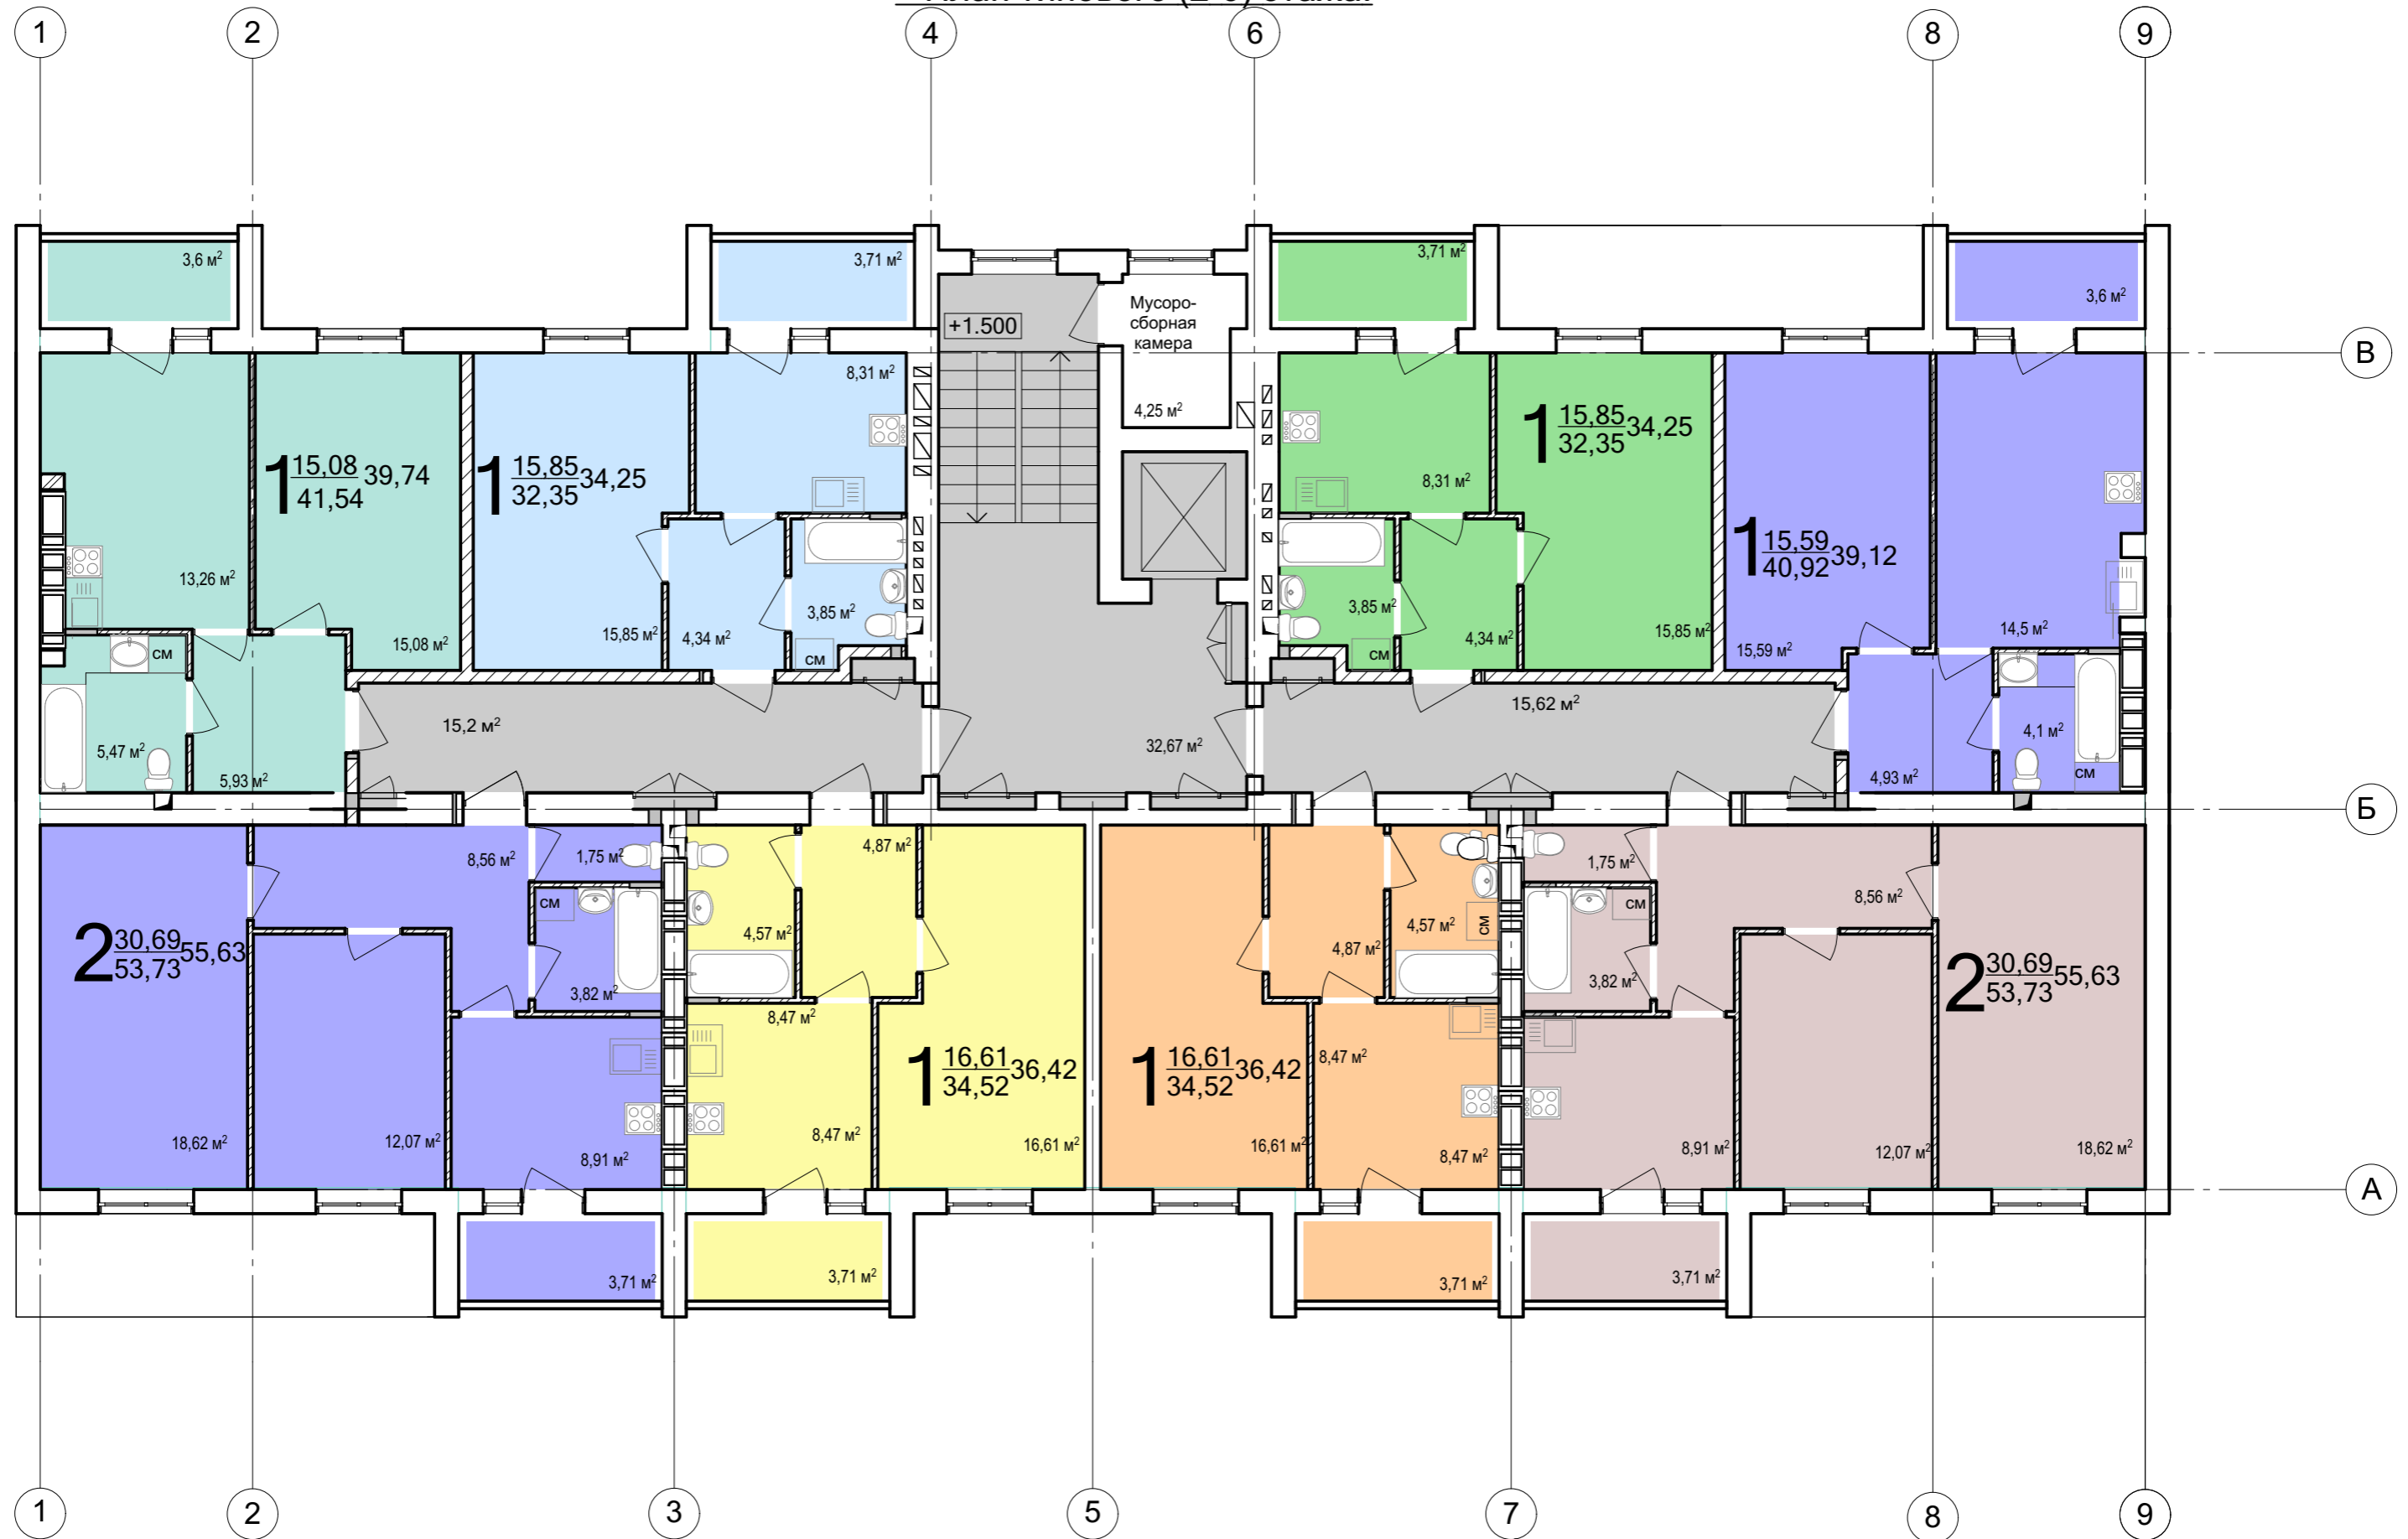 1
2
4
6
8
9
3,6 м²
3,71 м²
3,71 м²
3,6 м²
+1.500
Мусоро-
сборная
камера
4,25 м²
В
8,31 м²
1 15,08 39,74
41,54
1 15,85 34,25
32,35
1 15,85 34,25
32,35
8,31 м²
1 15,59 39,12
40,92
13,26 м²
15,08 м²
см
15,85 м²
4,34 м²
3,85 м²
см
3,85 м²
см
4,34 м²
15,85 м²
15,59 м²
14,5 м²
5,47 м²
5,93 м²
15,2 м²
32,67 м²
15,62 м²
4,93 м²
4,1 м²
см
Б
8,56 м²
1,75 м²
4,87 м²
1,75 м²
8,56 м²
см
4,57 м²
4,87 м²
4,57 м²
см
см
2 30,69 55,63
53,73
3,82 м²
3,82 м²
2 30,69 55,63
53,73
8,47 м²
8,47 м²
1 16,61 36,42
34,52
1 16,61 36,42
34,52
18,62 м²
12,07 м²
8,91 м²
8,47 м²
16,61 м²
16,61 м²
8,47 м²
8,91 м²
12,07 м²
18,62 м²
А
3,71 м²
3,71 м²
3,71 м²
3,71 м²
1
2
3
5
7
8
9